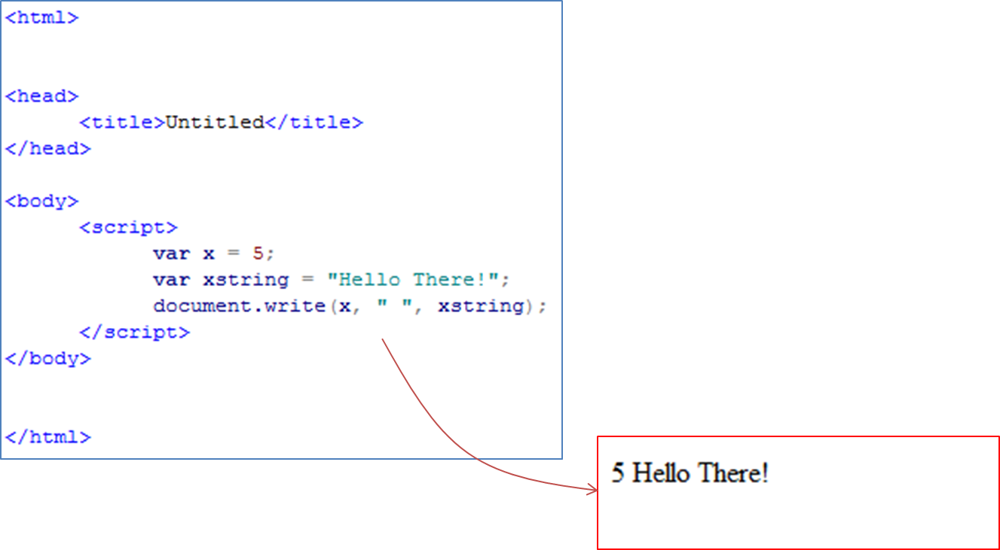 <html>
<head>
<title>Untitled</title>
</head>
<body>
<script>
var x = 5;
var xstring = "Hello There!";
document.write(x, " ", xstring);
</script>
</body>
</html>
5 Hello There!